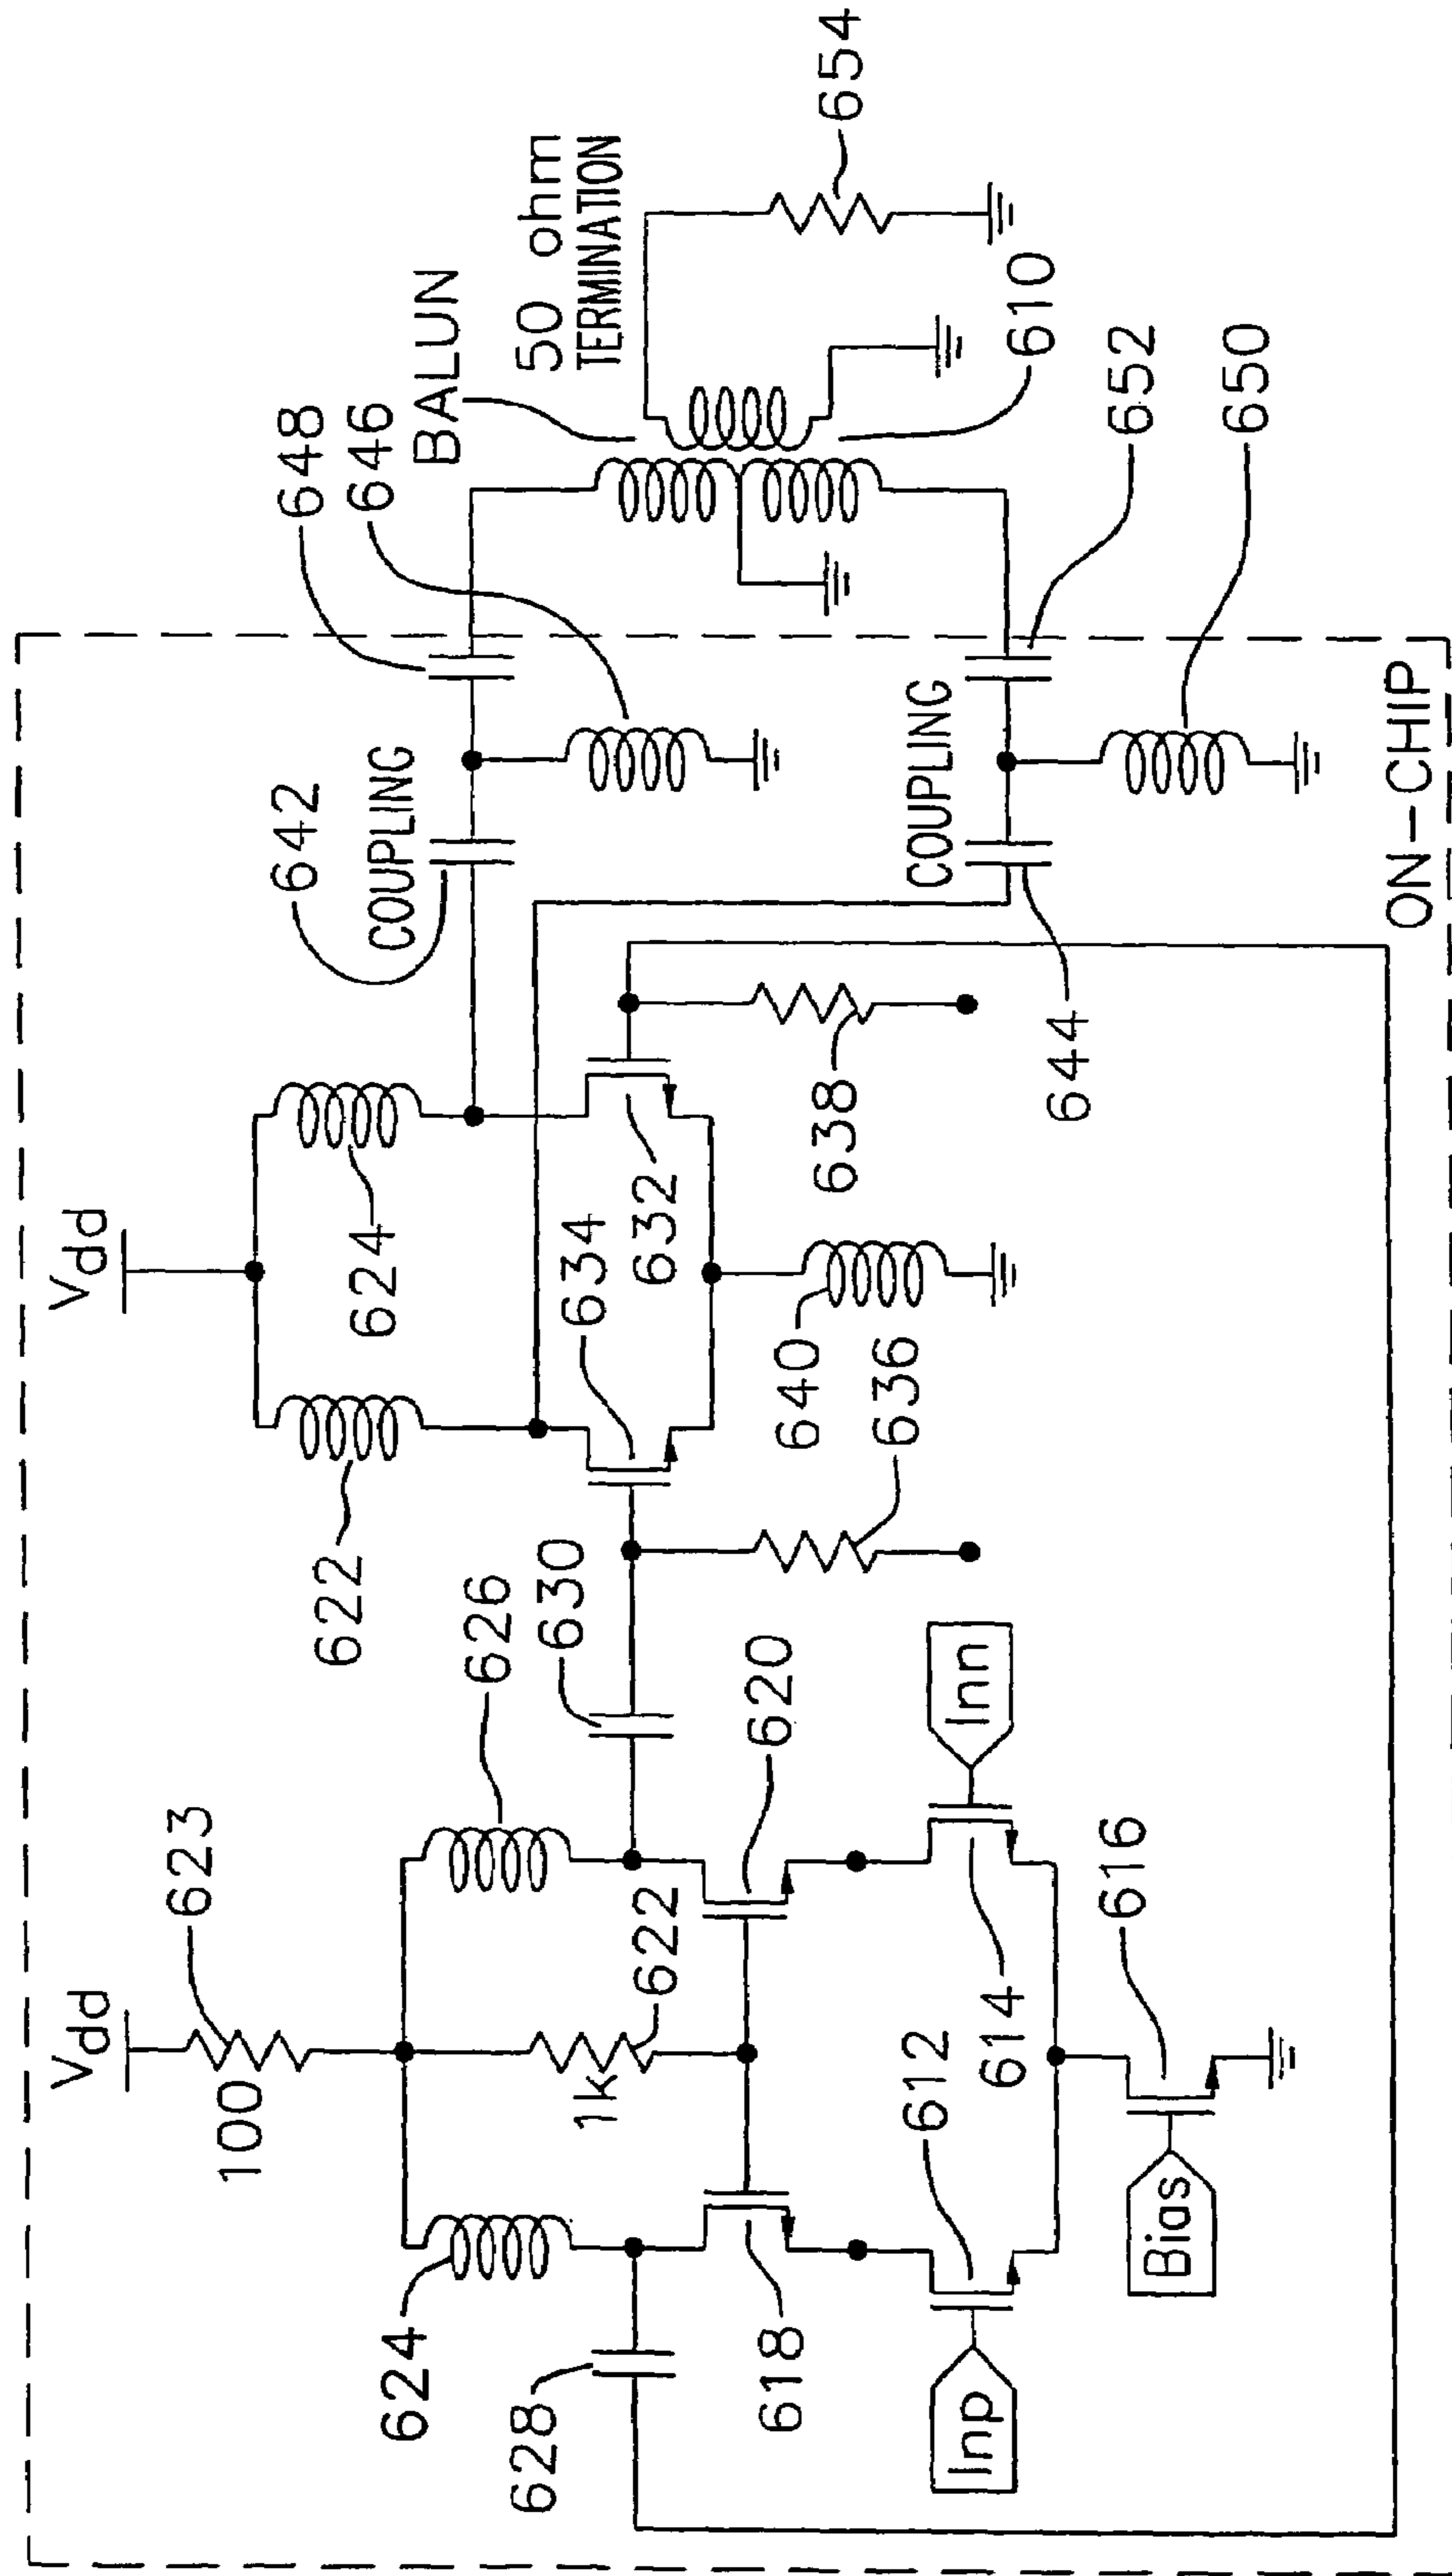 Vdd
Vdd
623
100
624
626
622
1k
628
630
618
620
612
614
616
Inp
Inn
Bias
622
624
634
632
640
636
638
642
COUPLING
648
646
COUPLING
644
652
650
BALUN
50 ohm
TERMINATION
654
610
ON-CHIP